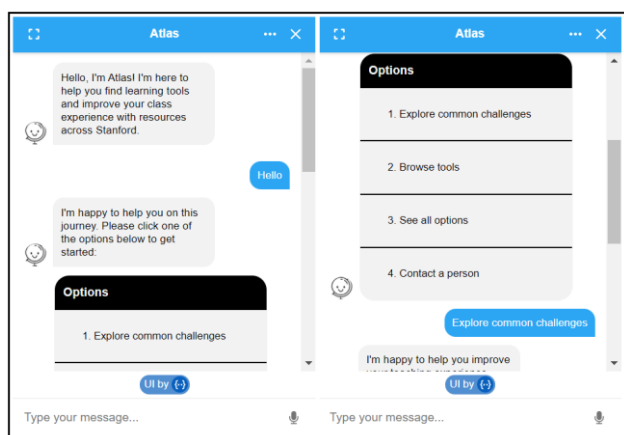 Atlas
Hello, I'm Atlas! I'm here to
help you find learning tools
and improve your class
experience with resources
across Stanford.
Hello
I'm happy to help you on this
journey. Please click one of
the options below to get
started:
Options
1. Explore common challenges
UI by
Type your message...
Atlas
Options
1. Explore common challenges
2. Browse tools
3. See all options
4. Contact a person
Explore common challenges
I'm happy to help you improve
your teaching experience
UI by
Type your message...